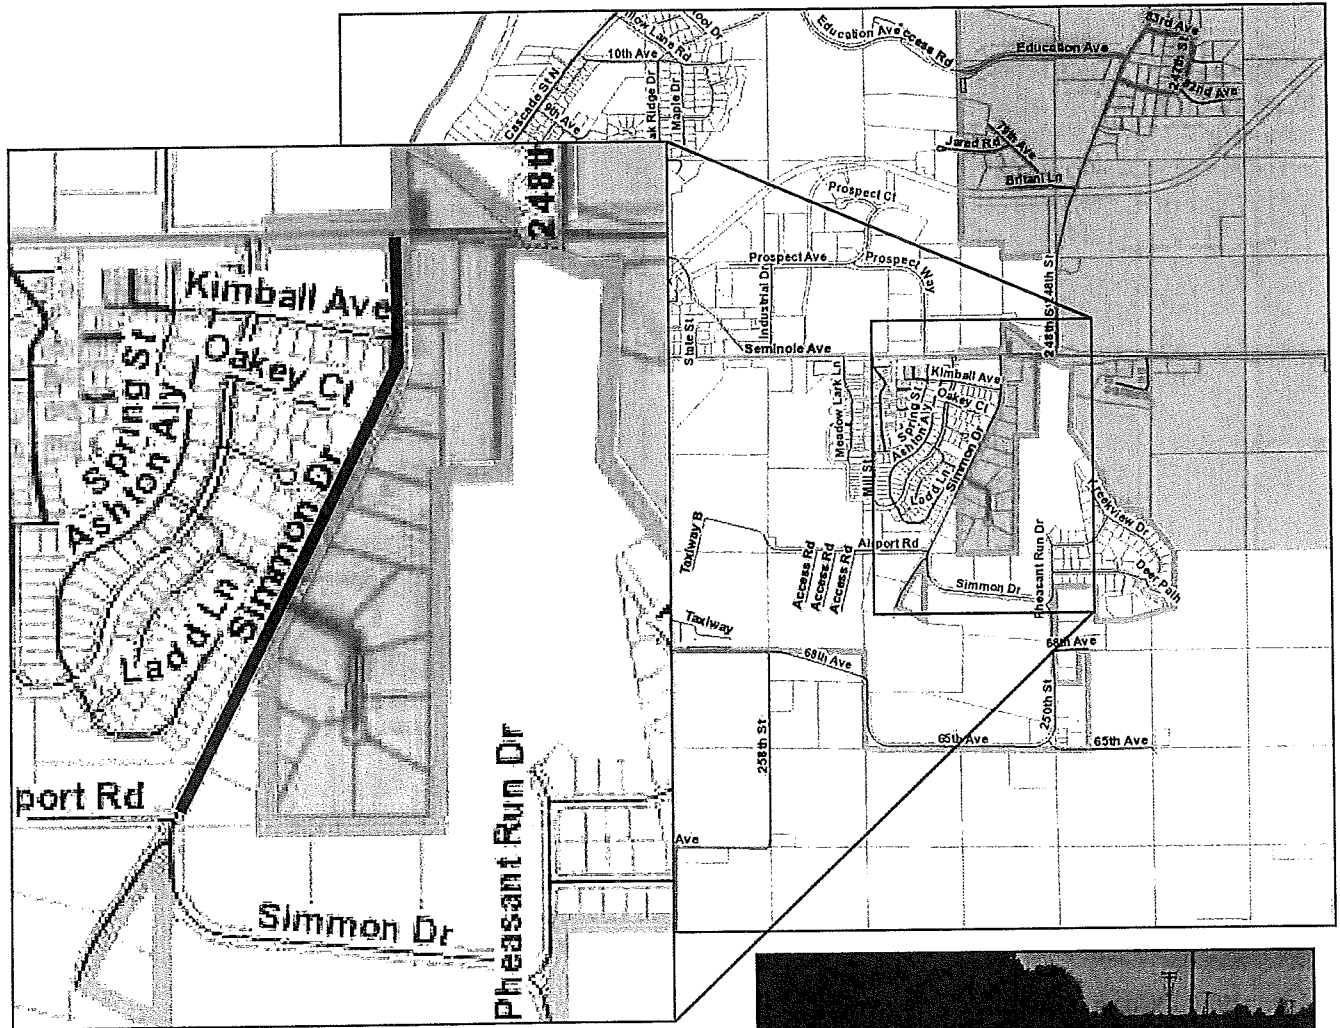 83rd Ave
Education Ave
Access Rd
Education Ave
247th St
82nd Ave
10th Ave
Cascade St N
9th Ave
Maple Dr
79th Ave
Jared Rd
Britani Ln
Prospect Ct
Prospect Ave
Prospect Way
Industrial Dr
State St
Seminole Ave
248th St
Meadow Lark Ln
Mill St
Kimball Ave
Oakey Ct
Spring St
Ashton Aly
Ladd Ln
Simmon Dr
Creekview Dr
Deer Path
Pheasant Run Dr
Taxiway B
Airport Rd
Access Rd
Access Rd
Access Rd
Simmon Dr
Taxiway
68th Ave
66th Ave
258th St
250th St
65th Ave
65th Ave
Ave
248th
Kimball Ave
Oakey Ct
Spring St
Ashton Aly
Ladd Ln
Simmon Dr
port Rd
Simmon Dr
Pheasant Run Dr